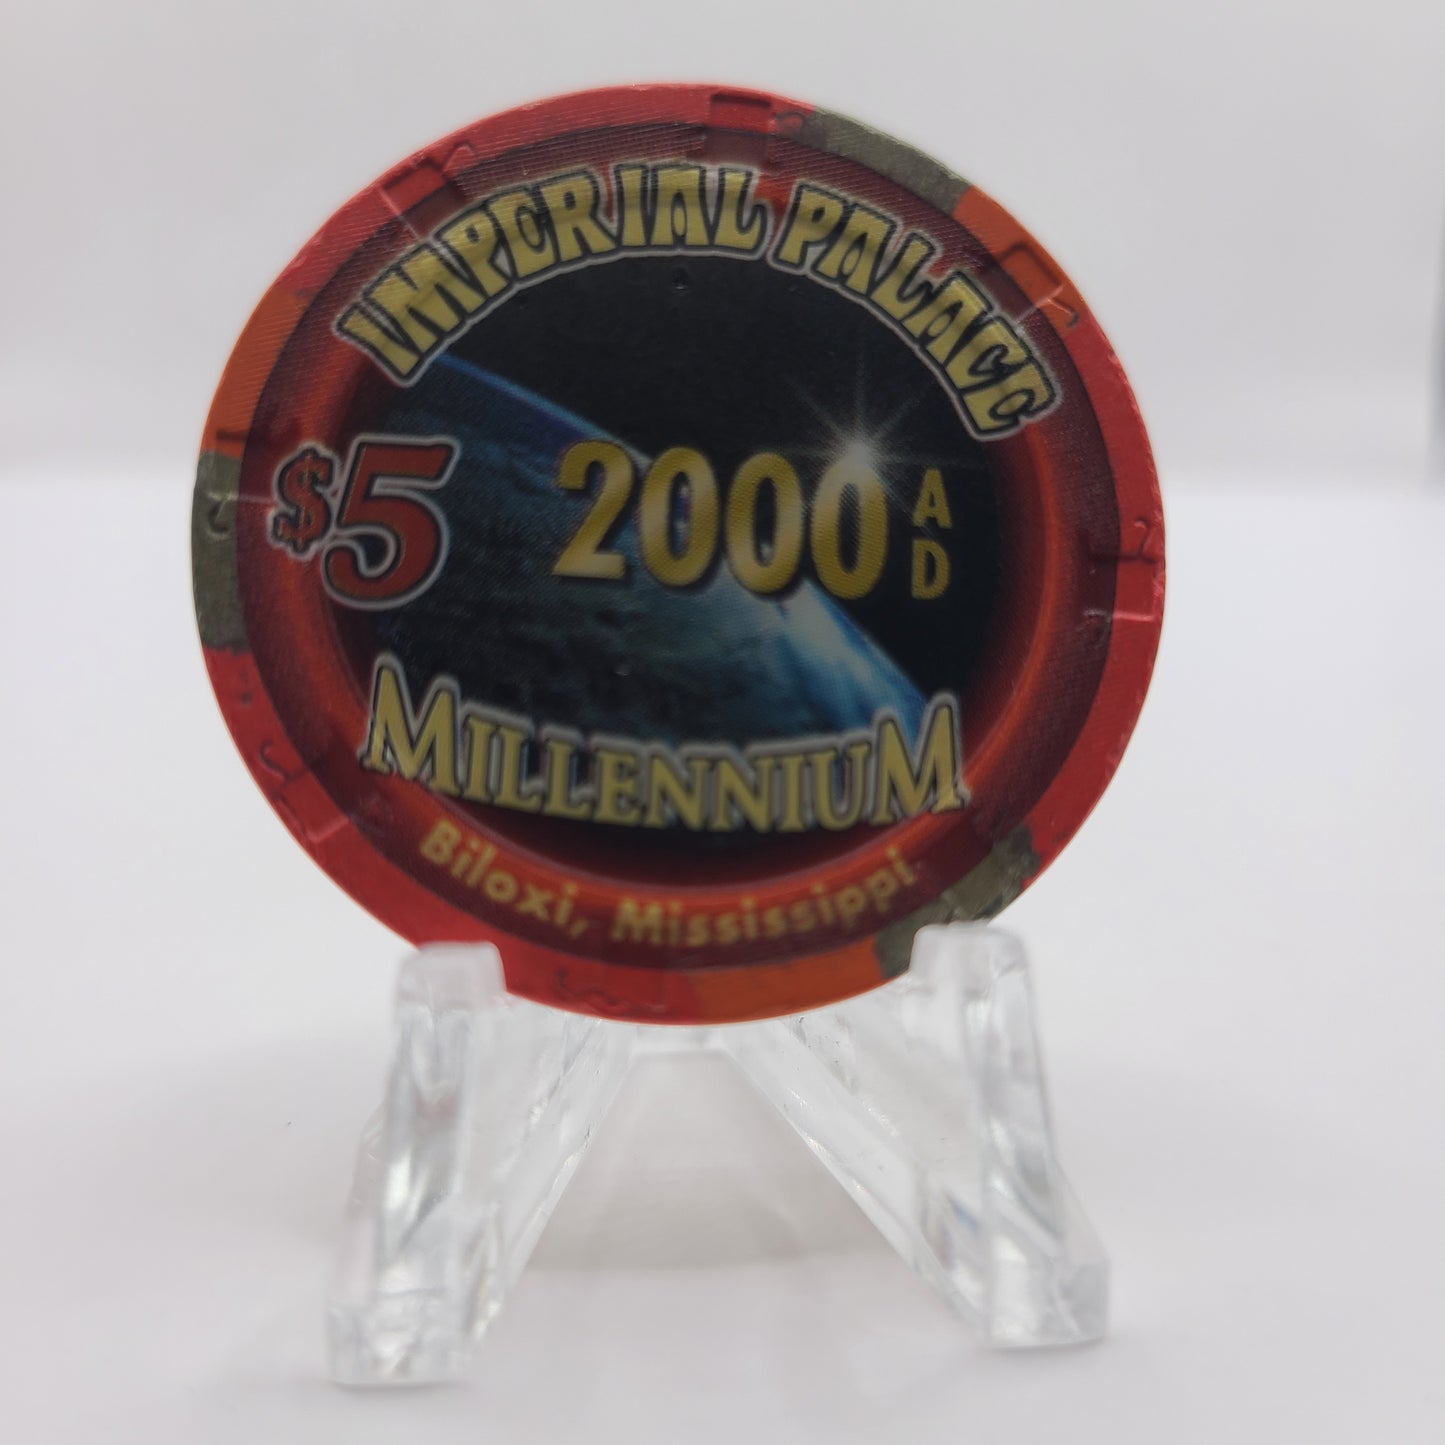 IMPERIAL PALACE
$5
2000 AD
MILLENNIUM
Biloxi, Mississippi